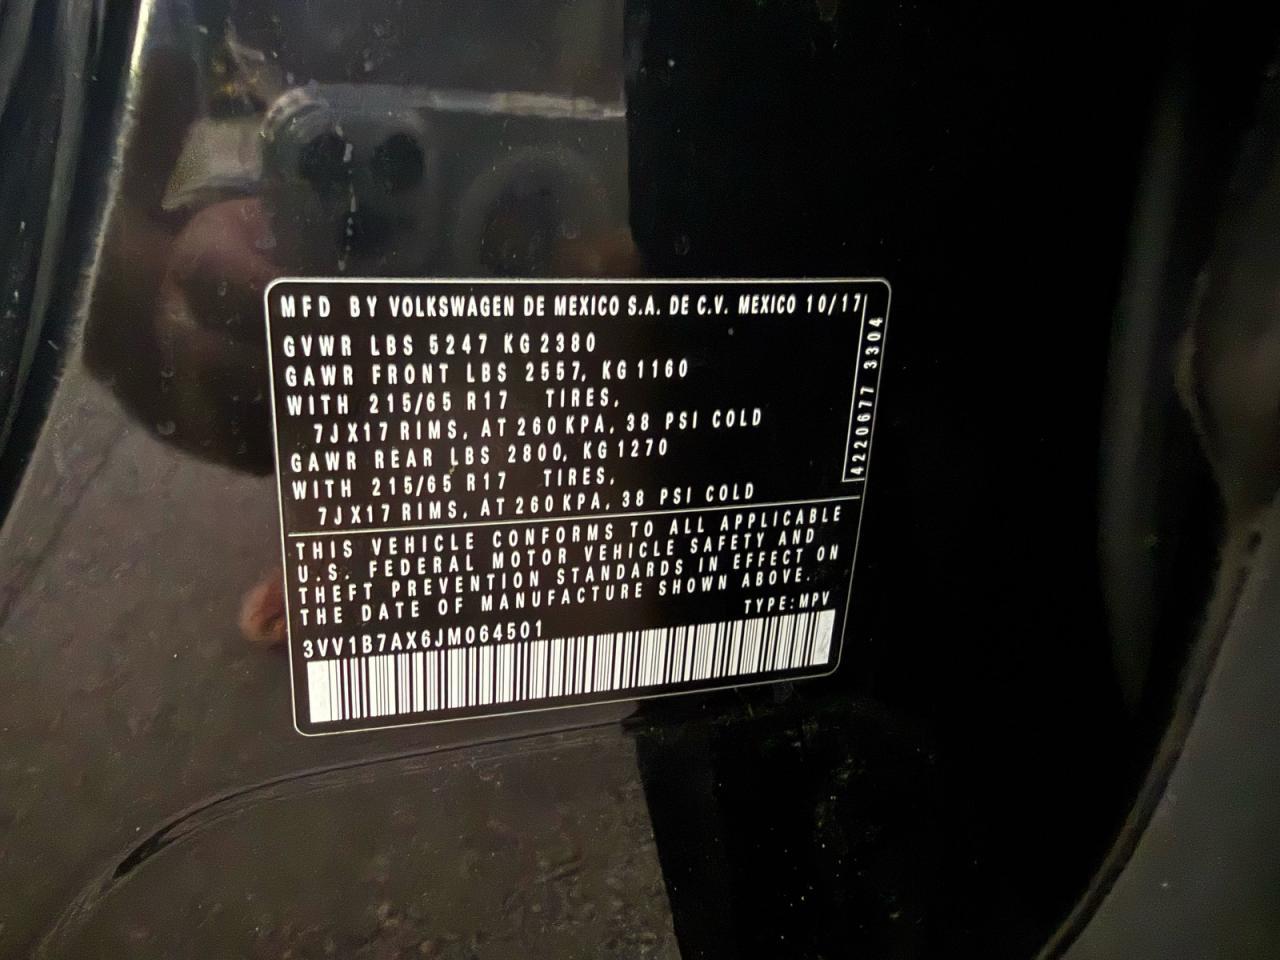 MFD BY VOLKSWAGEN DE MEXICO S.A. DE C.V. MEXICO 10/17
GVWR LBS 5247 KG 2380
GAWR FRONT LBS 2557, KG 1160
WITH 215/65 R17 TIRES,
7JX17 RIMS, AT 260 KPA, 38 PSI COLD
GAWR REAR LBS 2800, KG 1270
WITH 215/65 R17 TIRES,
7JX17 RIMS, AT 260 KPA, 38 PSI COLD
4220677 3304
THIS VEHICLE CONFORMS TO ALL APPLICABLE
U.S. FEDERAL MOTOR VEHICLE SAFETY AND
THEFT PREVENTION STANDARDS IN EFFECT ON
THE DATE OF MANUFACTURE SHOWN ABOVE.
TYPE: MPV
3VV1B7AX6JM064501